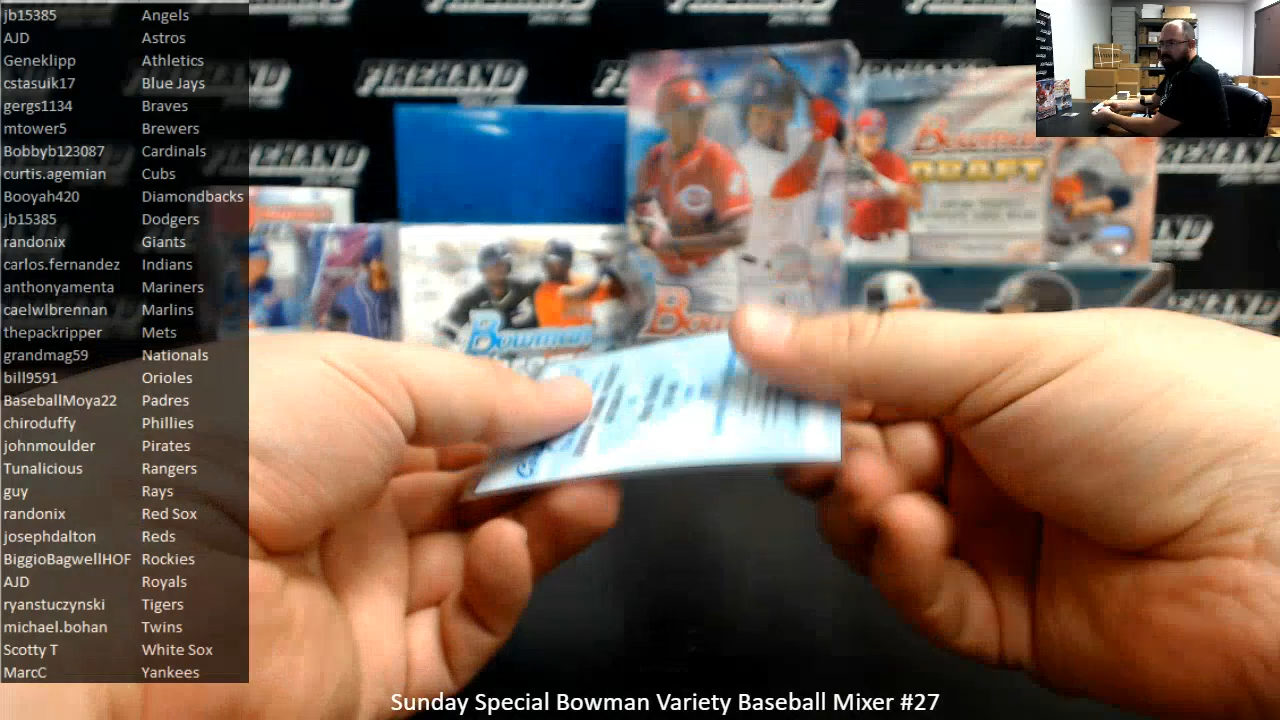 jb15385 Angels
AJD Astros
Geneklipp Athletics
cstasuik17 Blue Jays
gergs1134 Braves
mtower5 Brewers
Bobbyb123087 Cardinals
curtis.agemian Cubs
Booyah420 Diamondbacks
jb15385 Dodgers
randonix Giants
carlos.fernandez Indians
anthonyamenta Mariners
caelwlbrennan Marlins
thepackripper Mets
grandmag59 Nationals
bill9591 Orioles
BaseballMoya22 Padres
chiroduffy Phillies
johnmoulder Pirates
Tunalicious Rangers
guy Rays
randonix Red Sox
josephdalton Reds
BiggioBagwellHOF Rockies
AJD Royals
ryanstuczynski Tigers
michael.bohan Twins
Scotty T White Sox
MarcC Yankees
FIREHAND
FIREHAND
Bowman
DRAFT
Bowman
Sunday Special Bowman Variety Baseball Mixer #27